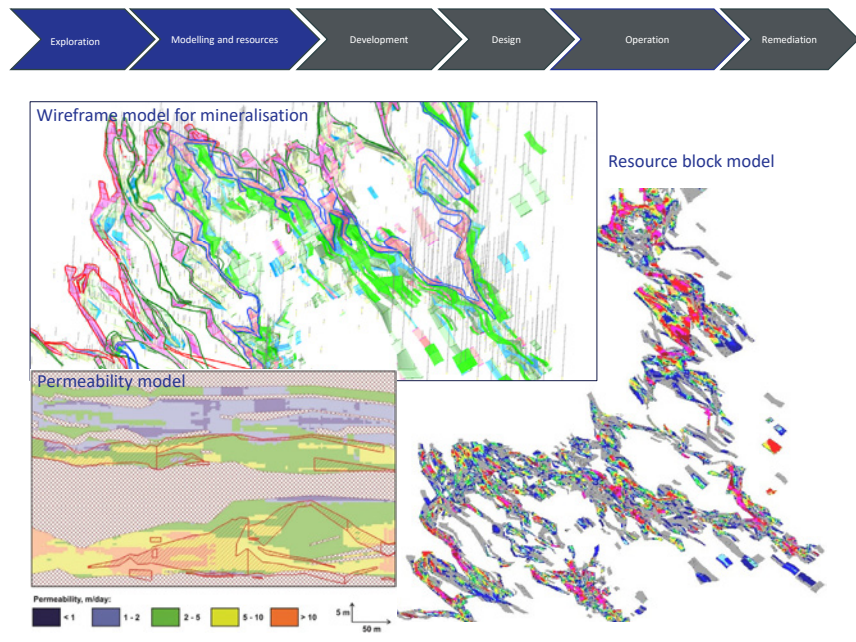 Exploration
Modelling and resources
Development
Design
Operation
Remediation
Wireframe model for mineralisation
Resource block model
Permeability model
Permeability, m/day:
< 1
1 - 2
2 - 5
5 - 10
> 10
5 m
50 m